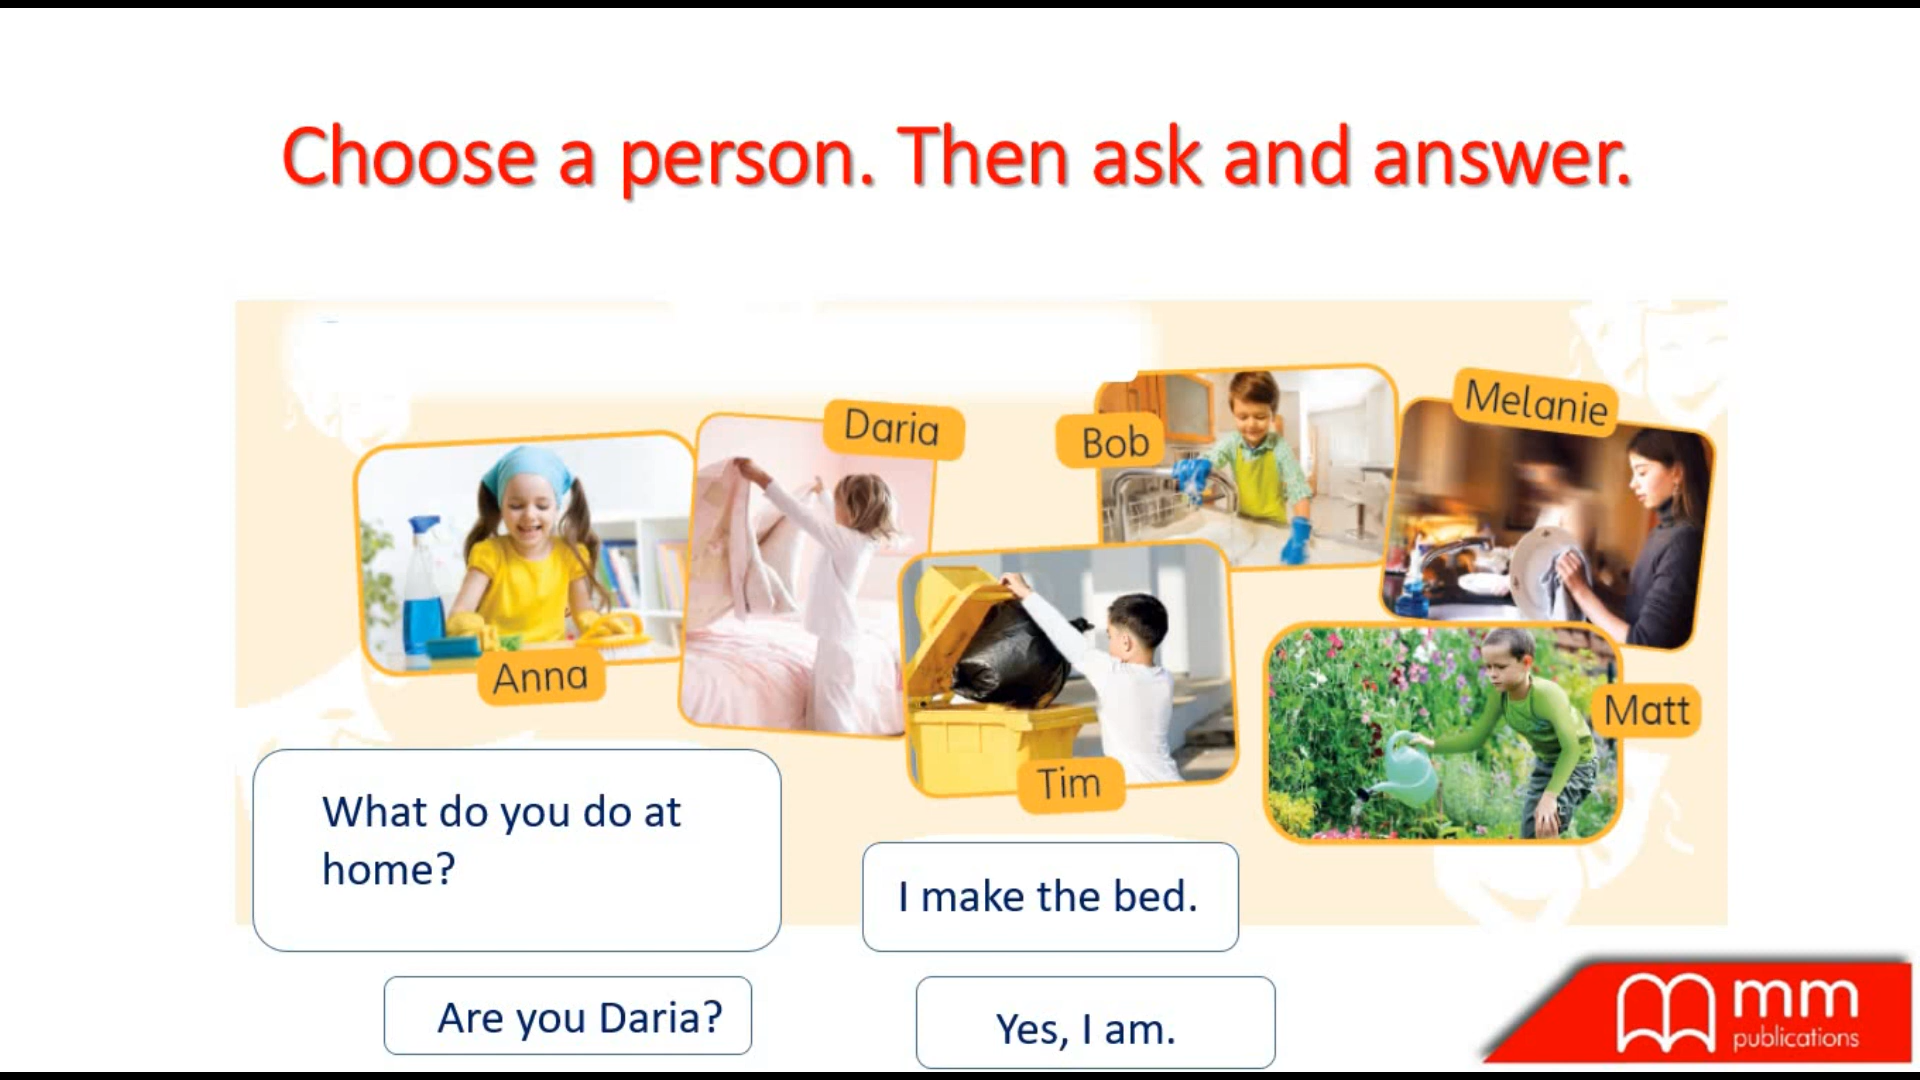 Choose a person. Then ask and answer.
Daria
Bob
Melanie
Anna
Tim
Matt
What do you do at
home?
I make the bed.
Are you Daria?
Yes, I am.
mm
publications